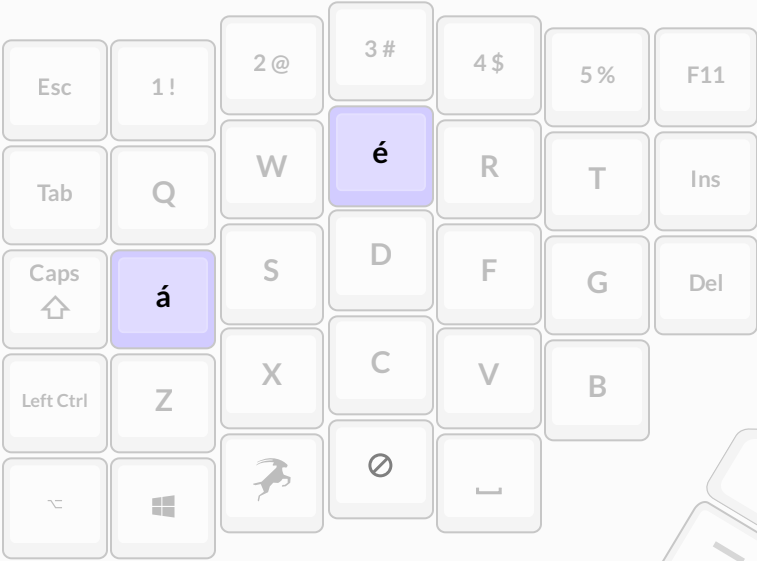 Esc 1 ! 2 @ 3 # 4 $ 5 % F11
Tab Q W é R T Ins
Caps á S D F G Del
Left Ctrl Z X C V B